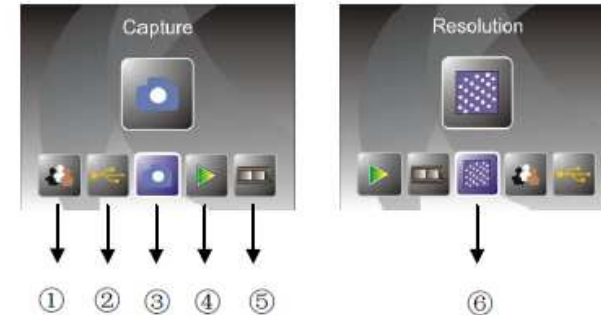 Capture
Resolution
① ② ③ ④ ⑤
⑥